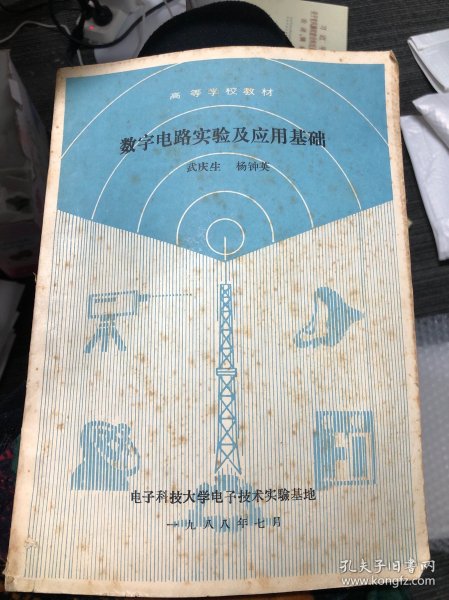 高等学校教材
数字电路实验及应用基础
武庆生 杨钟英
电子科技大学电子技术实验基地
一九八八年七月
孔夫子旧书网
www.kongfz.com